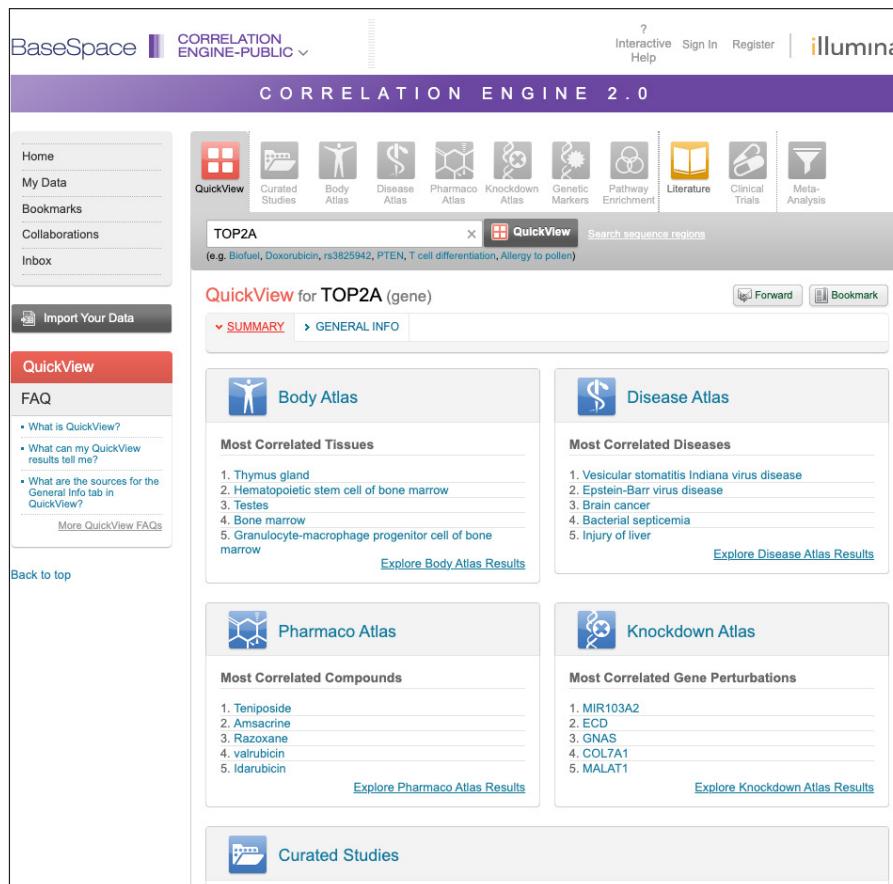 BaseSpace
CORRELATION
ENGINE-PUBLIC
?
Interactive
Help
Sign In
Register
illumina
CORRELATION ENGINE 2.0
Home
My Data
Bookmarks
Collaborations
Inbox
Import Your Data
QuickView
FAQ
What is QuickView?
What can my QuickView
results tell me?
What are the sources for the
General Info tab in
QuickView?
More QuickView FAQs
Back to top
QuickView
Curated
Studies
Body
Atlas
Disease
Atlas
Pharmaco
Atlas
Knockdown
Atlas
Genetic
Markers
Pathway
Enrichment
Literature
Clinical
Trials
Meta-
Analysis
TOP2A
QuickView
Search sequence regions
(e.g. Biofuel, Doxorubicin, rs3825942, PTEN, T cell differentiation, Allergy to pollen)
QuickView for TOP2A (gene)
Forward
Bookmark
SUMMARY
GENERAL INFO
Body Atlas
Most Correlated Tissues
1. Thymus gland
2. Hematopoietic stem cell of bone marrow
3. Testes
4. Bone marrow
5. Granulocyte-macrophage progenitor cell of bone
marrow
Explore Body Atlas Results
Disease Atlas
Most Correlated Diseases
1. Vesicular stomatitis Indiana virus disease
2. Epstein-Barr virus disease
3. Brain cancer
4. Bacterial septicemia
5. Injury of liver
Explore Disease Atlas Results
Pharmaco Atlas
Most Correlated Compounds
1. Teniposide
2. Amsacrine
3. Razoxane
4. valrubicin
5. Idarubicin
Explore Pharmaco Atlas Results
Knockdown Atlas
Most Correlated Gene Perturbations
1. MIR103A2
2. ECD
3. GNAS
4. COL7A1
5. MALAT1
Explore Knockdown Atlas Results
Curated Studies